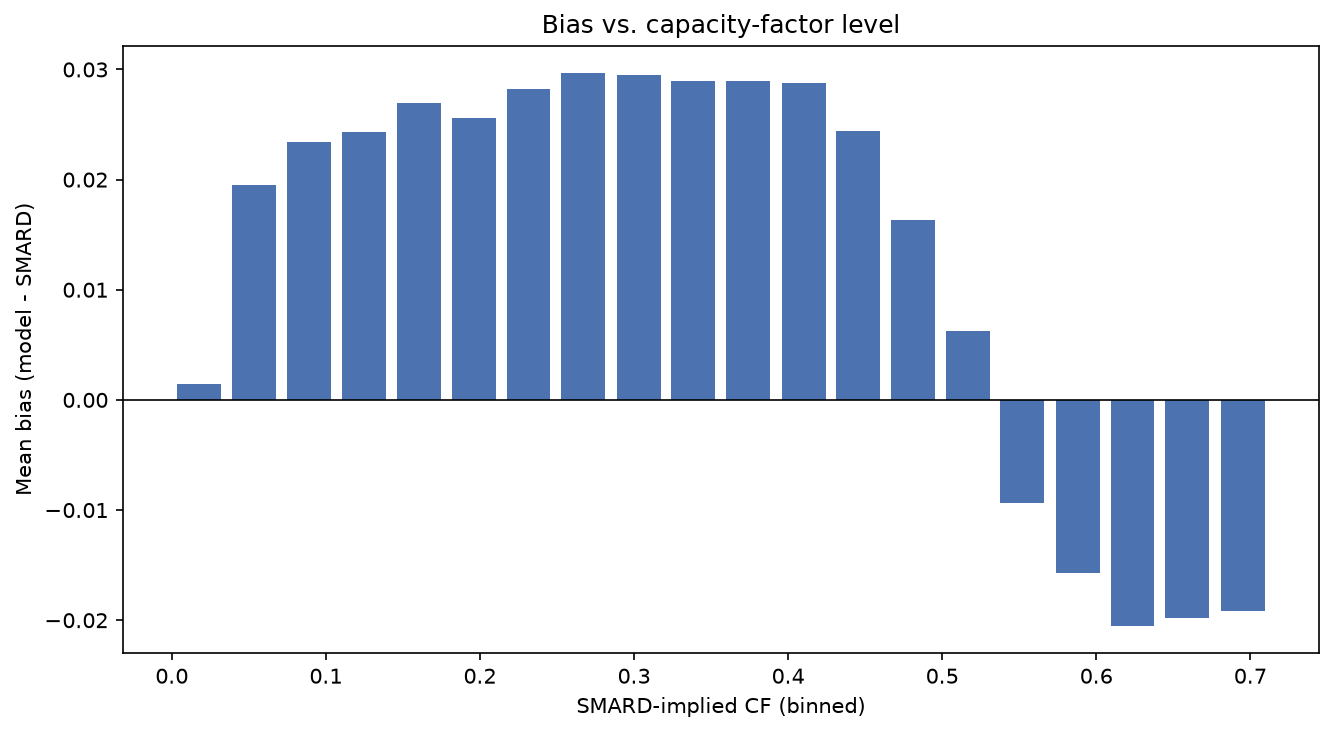 Bias vs. capacity-factor level
Mean bias (model - SMARD)
0.03
0.02
0.01
0.00
−0.01
−0.02
0.0 0.1 0.2 0.3 0.4 0.5 0.6 0.7
SMARD-implied CF (binned)